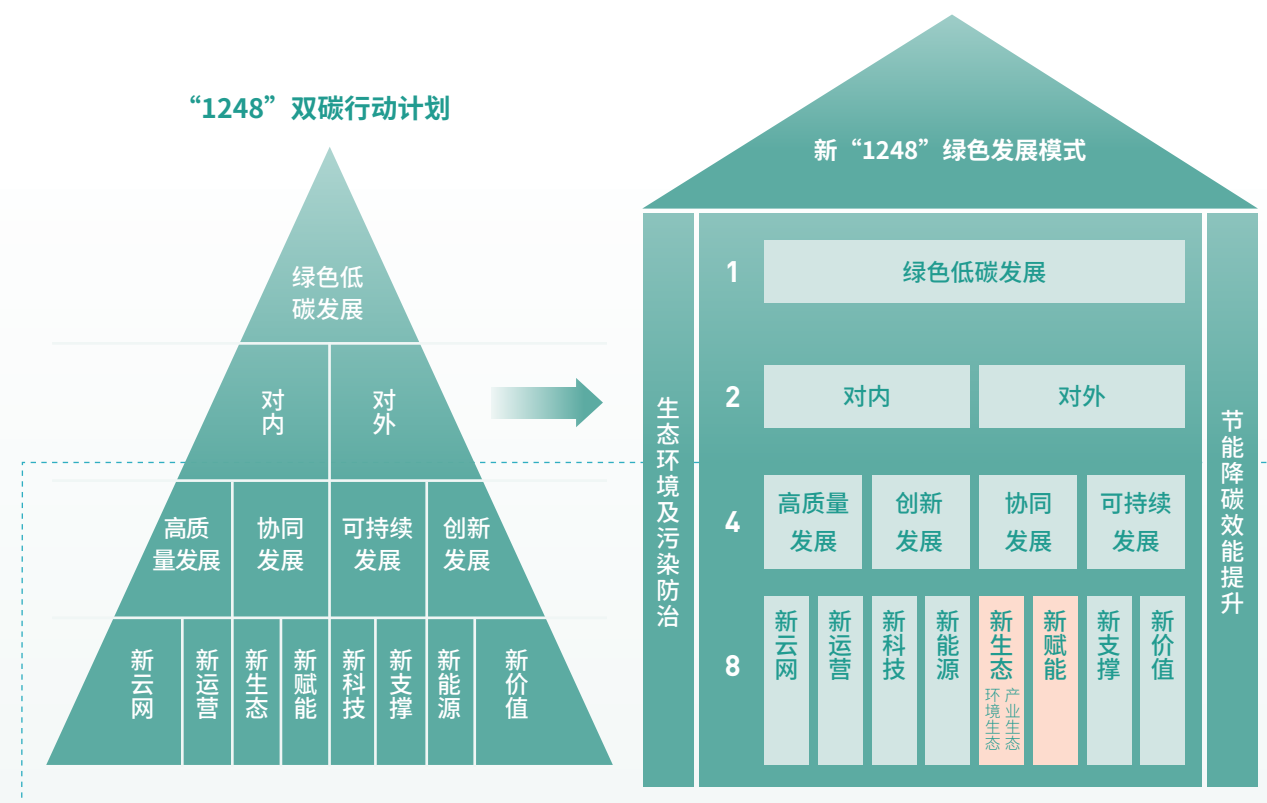 “1248”双碳行动计划
绿色低
碳发展
对内
对外
高质
量发展
协同
发展
可持续
发展
创新
发展
新云网
新运营
新生态
新赋能
新科技
新支撑
新能源
新价值
新“1248”绿色发展模式
生态环境及污染防治
1
绿色低碳发展
2
对内
对外
4
高质量
发展
创新
发展
协同
发展
可持续
发展
8
新云网
新运营
新科技
新能源
新生态
产业生态
环境生态
新赋能
新支撑
新价值
节能降碳效能提升